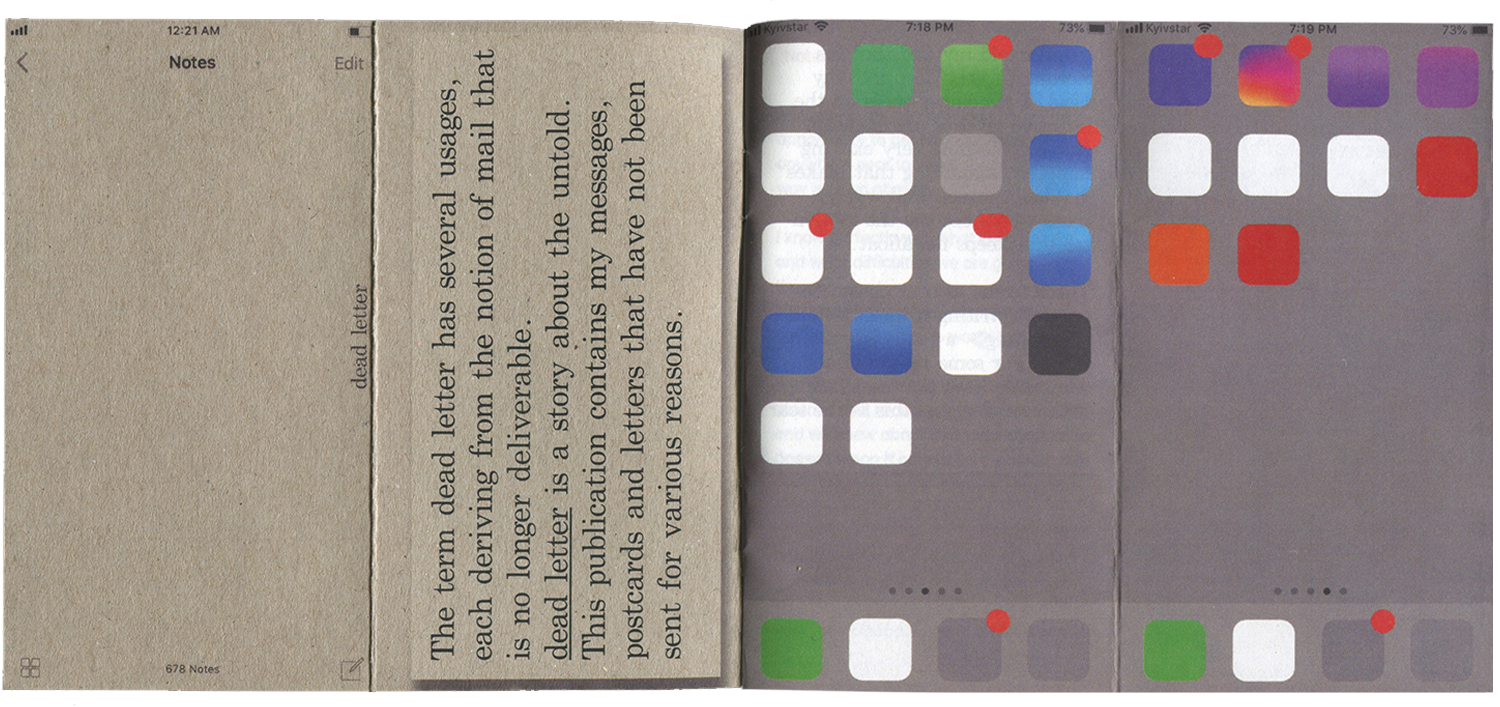 12:21 AM
Notes
Edit
dead letter
678 Notes
The term dead letter has several usages,
each deriving from the notion of mail that
is no longer deliverable.
dead letter is a story about the untold.
This publication contains my messages,
postcards and letters that have not been
sent for various reasons.
Kyivstar
7:18 PM
73%
Kyivstar
7:19 PM
73%